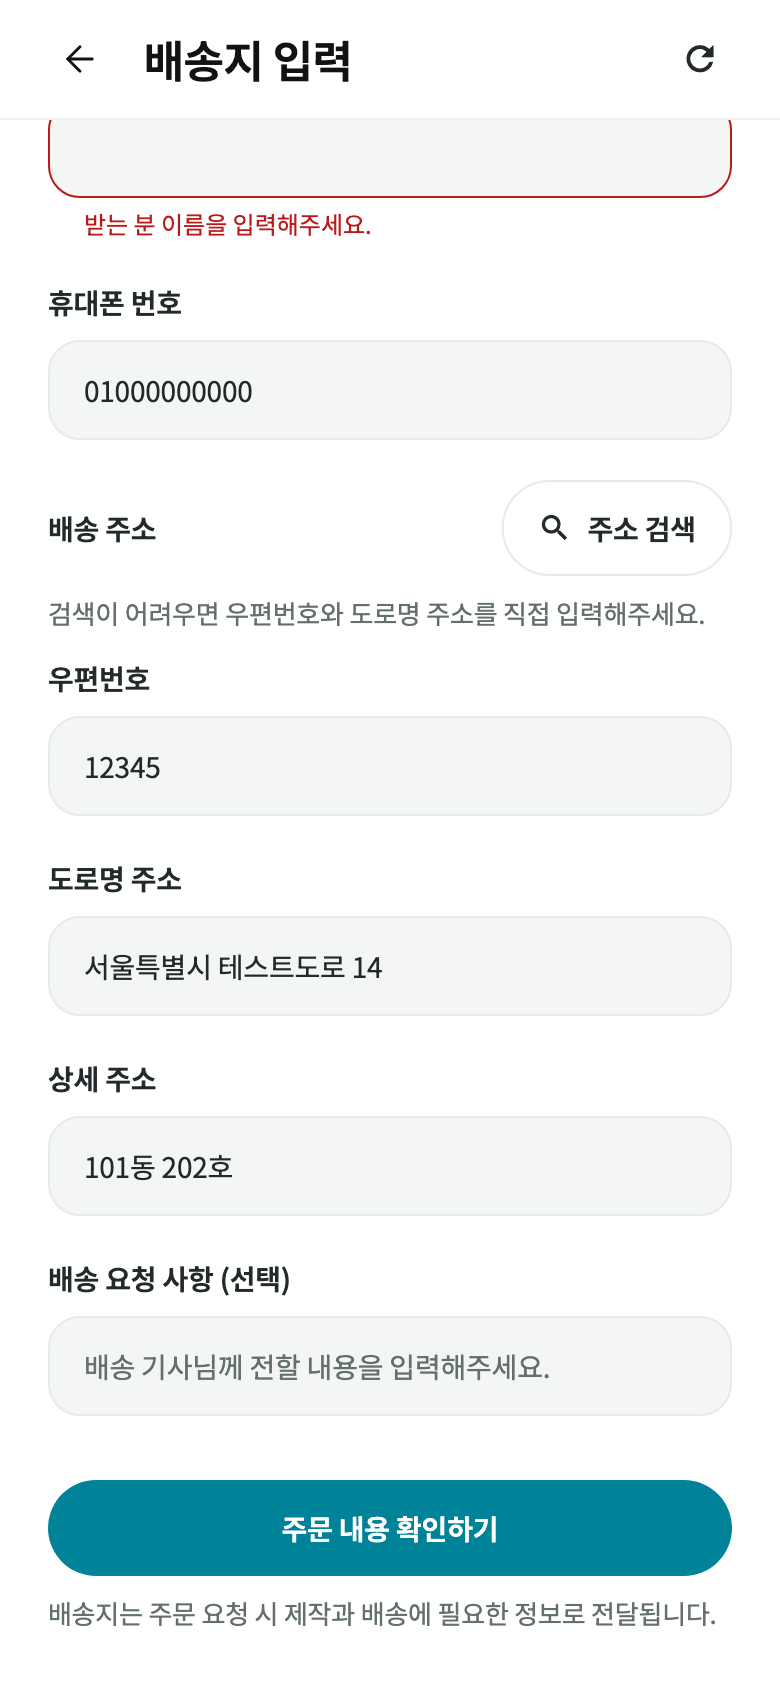 배송지 입력
받는 분 이름을 입력해주세요.
휴대폰 번호
01000000000
배송 주소
주소 검색
검색이 어려우면 우편번호와 도로명 주소를 직접 입력해주세요.
우편번호
12345
도로명 주소
서울특별시 테스트도로 14
상세 주소
101동 202호
배송 요청 사항 (선택)
배송 기사님께 전할 내용을 입력해주세요.
주문 내용 확인하기
배송지는 주문 요청 시 제작과 배송에 필요한 정보로 전달됩니다.